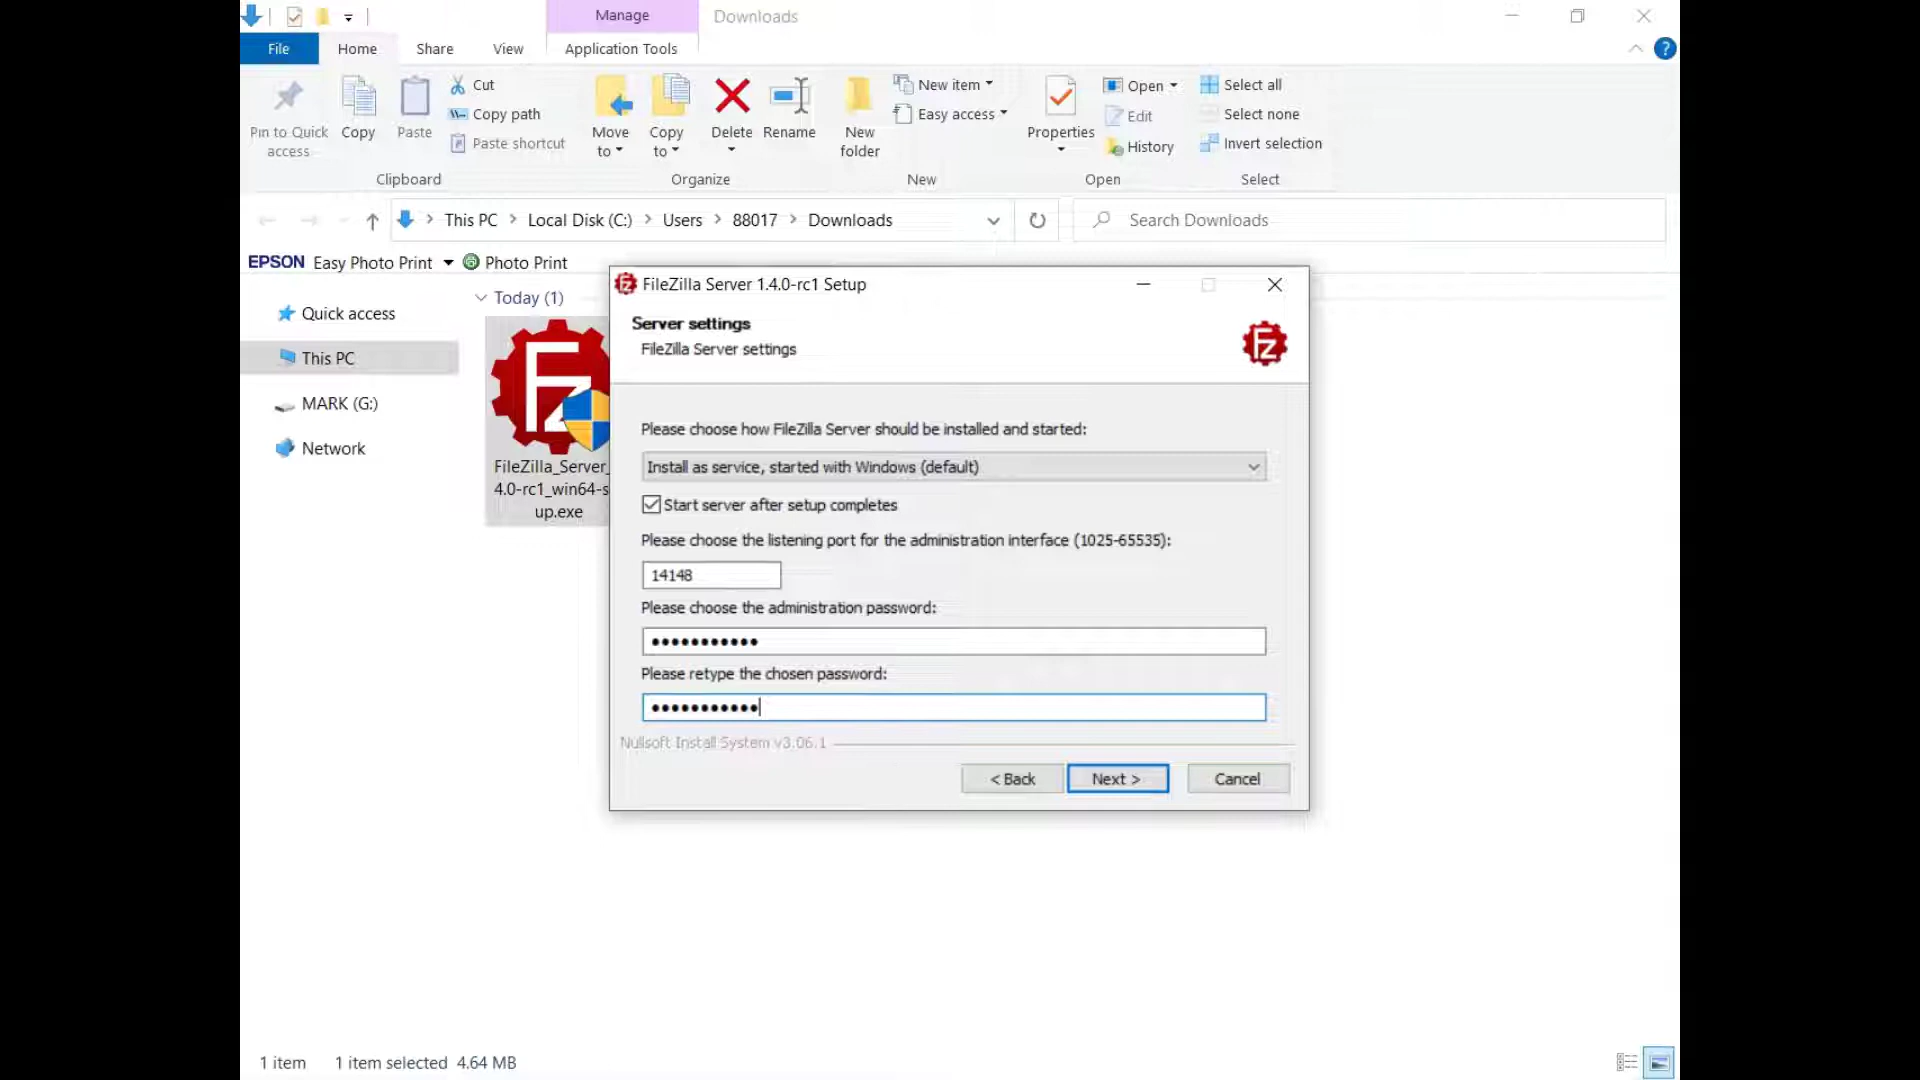 Manage
Downloads
File
Home
Share
View
Application Tools
Pin to Quick
access
Copy
Paste
Cut
Copy path
Paste shortcut
Clipboard
Move
to
Copy
to
Delete
Rename
Organize
New
folder
New item
Easy access
New
Properties
Open
Edit
History
Open
Select all
Select none
Invert selection
Select
This PC > Local Disk (C:) > Users > 88017 > Downloads
Search Downloads
EPSON Easy Photo Print
Photo Print
Quick access
This PC
MARK (G:)
Network
Today (1)
FileZilla_Server_
4.0-rc1_win64-s
up.exe
FileZilla Server 1.4.0-rc1 Setup
Server settings
FileZilla Server settings
Fz
Please choose how FileZilla Server should be installed and started:
Install as service, started with Windows (default)
Start server after setup completes
Please choose the listening port for the administration interface (1025-65535):
14148
Please choose the administration password:
•••••••••••
Please retype the chosen password:
•••••••••••
Nullsoft Install System v3.06.1
< Back
Next >
Cancel
1 item
1 item selected 4.64 MB